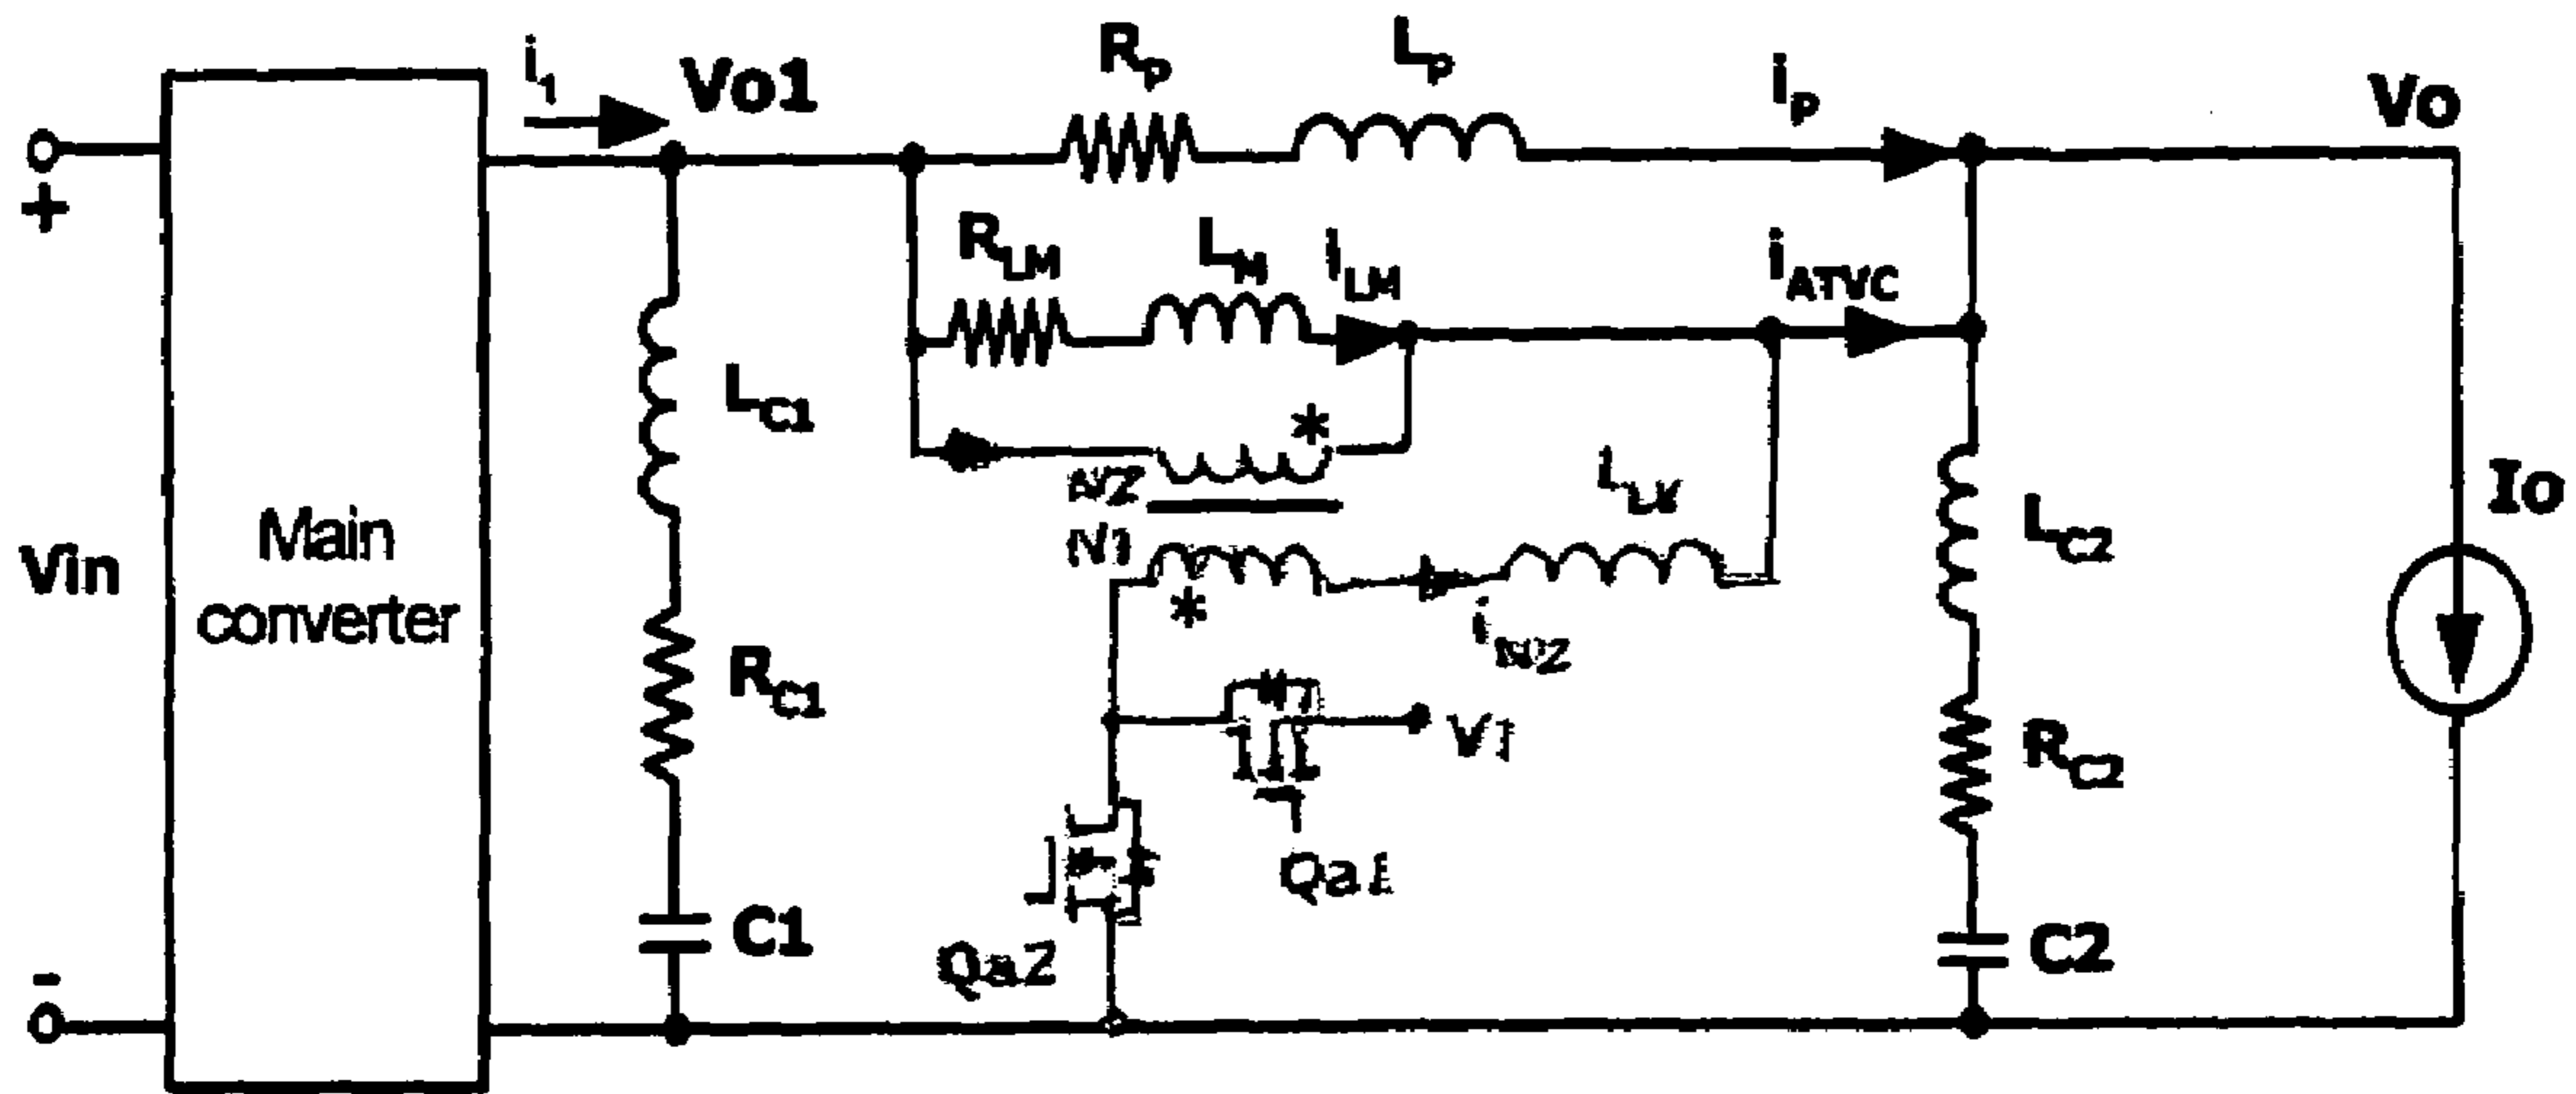 i1
Vo1
RP
LP
iP
Vo
+
RLM
LM
iLM
iATVC
LC1
*
N2
N1
LLK
*
iN2
LC2
Io
Vin
Main
converter
RC1
V1
RC2
Qa1
C1
Qa2
C2
-